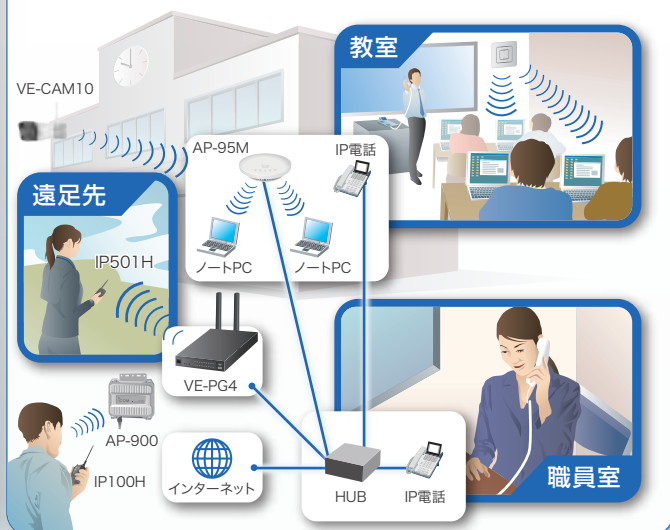 教室
VE-CAM10
AP-95M
IP電話
遠足先
IP501H
ノートPC
ノートPC
VE-PG4
AP-900
IP100H
インターネット
HUB
IP電話
職員室